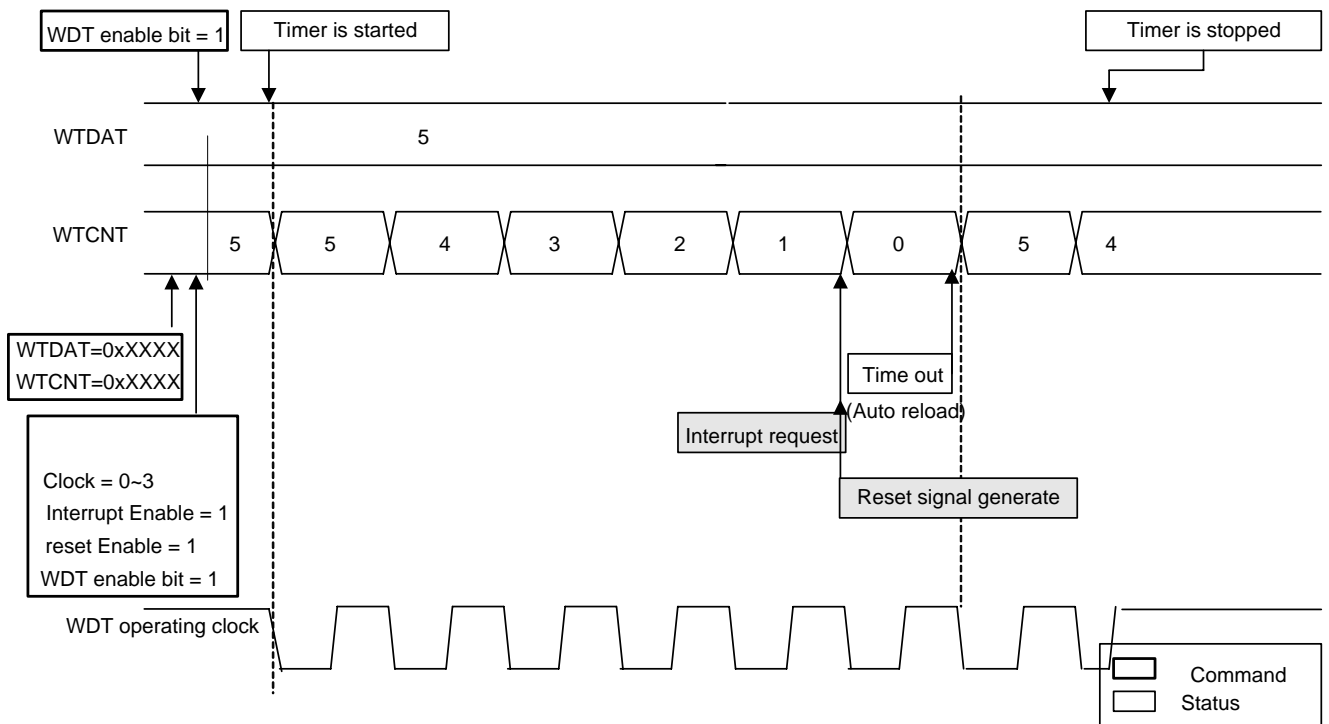 WDT enable bit = 1
Timer is started
Timer is stopped
WTDAT
5
WTCNT
5
5
4
3
2
1
0
5
4
WTDAT=0xXXXX
WTCNT=0xXXXX
Time out
(Auto reload)
Interrupt request
Clock = 0~3
Interrupt Enable = 1
reset Enable = 1
WDT enable bit = 1
Reset signal generate
WDT operating clock
Command
Status